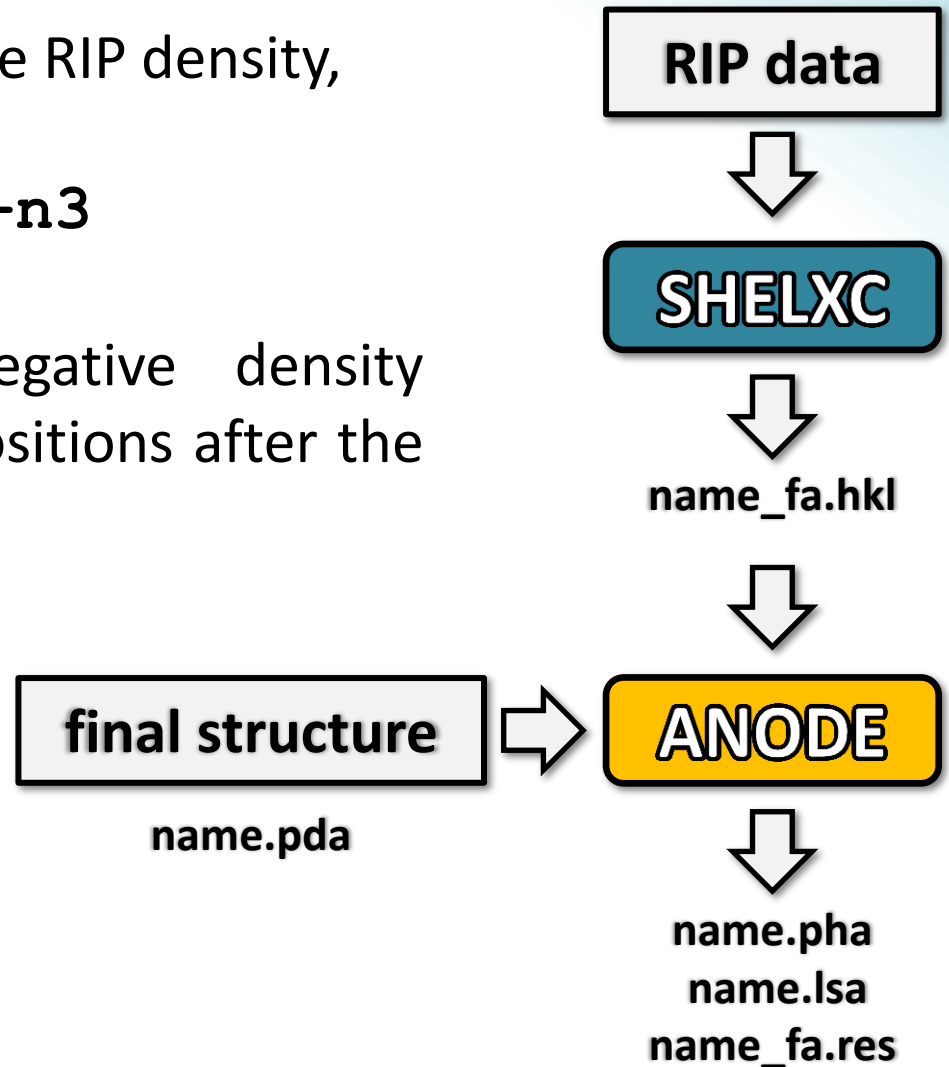 e RIP density,
-n3
egative density
ositions after the
RIP data
SHELXC
name_fa.hkl
final structure
ANODE
name.pda
name.pha
name.lsa
name_fa.res